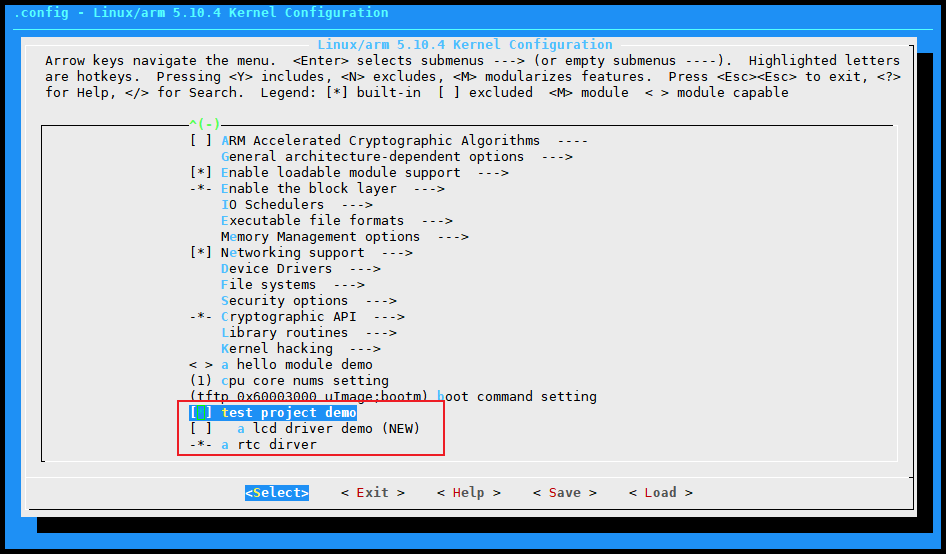 .config - Linux/arm 5.10.4 Kernel Configuration
Linux/arm 5.10.4 Kernel Configuration
Arrow keys navigate the menu.  <Enter> selects submenus ---> (or empty submenus ----).  Highlighted letters
are hotkeys.  Pressing <Y> includes, <N> excludes, <M> modularizes features.  Press <Esc><Esc> to exit, <?>
for Help, </> for Search.  Legend: [*] built-in  [ ] excluded  <M> module  < > module capable
^(-)
[ ] ARM Accelerated Cryptographic Algorithms  ----
General architecture-dependent options  --->
[*] Enable loadable module support  --->
-*- Enable the block layer  --->
IO Schedulers  --->
Executable file formats  --->
Memory Management options  --->
[*] Networking support  --->
Device Drivers  --->
File systems  --->
Security options  --->
-*- Cryptographic API  --->
Library routines  --->
Kernel hacking  --->
< > a hello module demo
(1) cpu core nums setting
(tftp 0x60003000 uImage;bootm) boot command setting
[*] test project demo
[ ]   a lcd driver demo (NEW)
-*- a rtc dirver
<Select>    < Exit >    < Help >    < Save >    < Load >